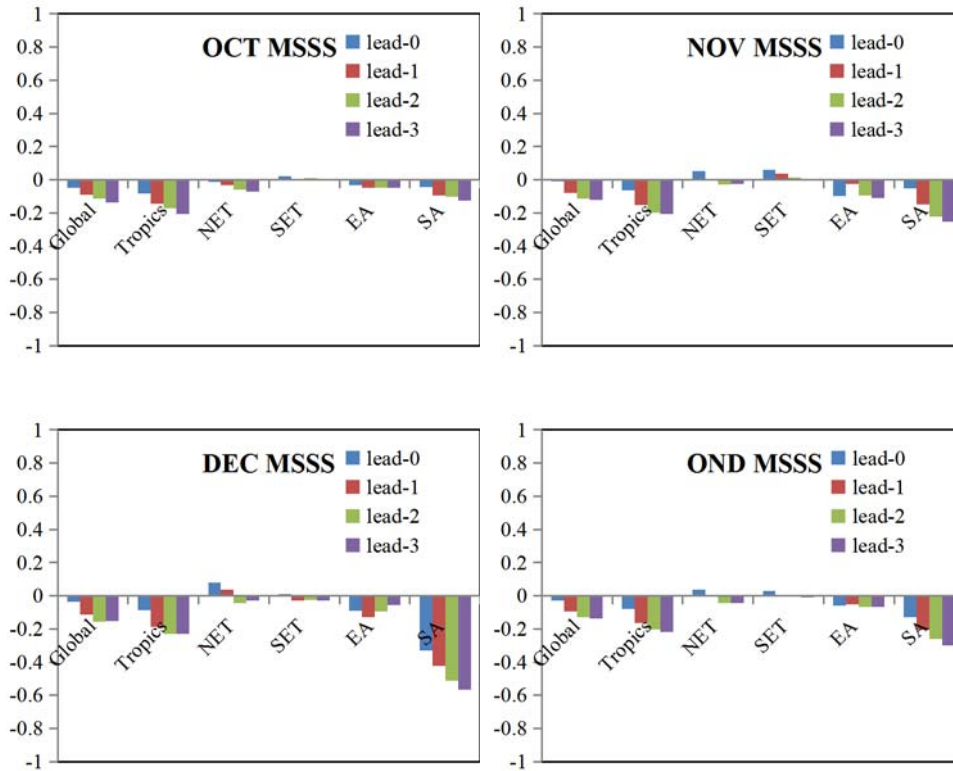 OCT MSSS
1
0.8
0.6
0.4
0.2
0
-0.2
-0.4
-0.6
-0.8
-1
lead-0
lead-1
lead-2
lead-3
Global
Tropics
NET
SET
EA
SA
NOV MSSS
1
0.8
0.6
0.4
0.2
0
-0.2
-0.4
-0.6
-0.8
-1
lead-0
lead-1
lead-2
lead-3
Global
Tropics
NET
SET
EA
SA
DEC MSSS
1
0.8
0.6
0.4
0.2
0
-0.2
-0.4
-0.6
-0.8
-1
lead-0
lead-1
lead-2
lead-3
Global
Tropics
NET
SET
EA
SA
OND MSSS
1
0.8
0.6
0.4
0.2
0
-0.2
-0.4
-0.6
-0.8
-1
lead-0
lead-1
lead-2
lead-3
Global
Tropics
NET
SET
EA
SA